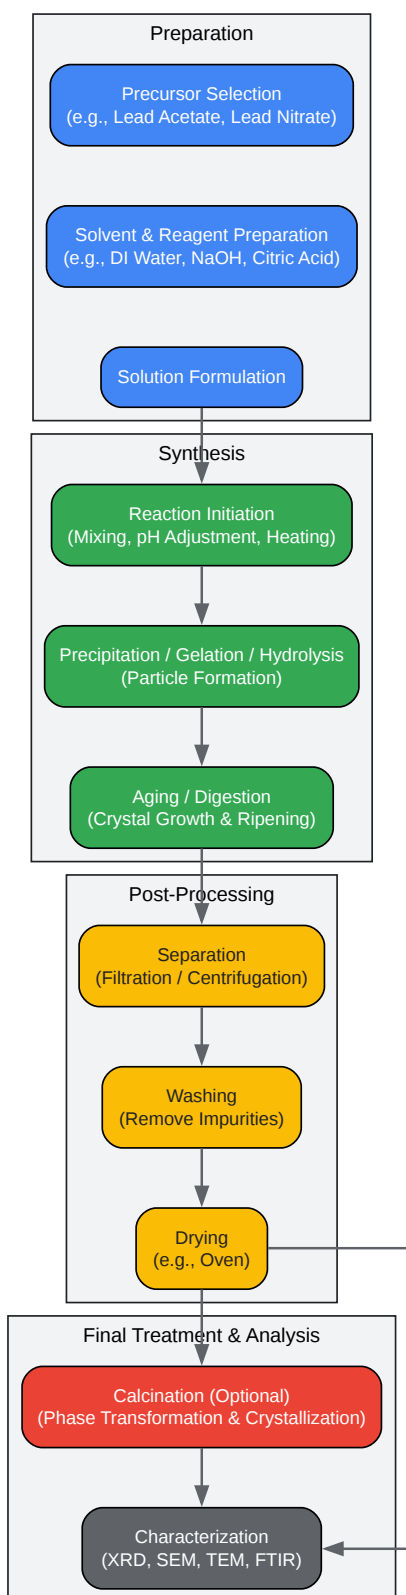 Preparation
Precursor Selection
(e.g., Lead Acetate, Lead Nitrate)
Solvent & Reagent Preparation
(e.g., DI Water, NaOH, Citric Acid)
Solution Formulation
Synthesis
Reaction Initiation
(Mixing, pH Adjustment, Heating)
Precipitation / Gelation / Hydrolysis
(Particle Formation)
Aging / Digestion
(Crystal Growth & Ripening)
Post-Processing
Separation
(Filtration / Centrifugation)
Washing
(Remove Impurities)
Drying
(e.g., Oven)
Final Treatment & Analysis
Calcination (Optional)
(Phase Transformation & Crystallization)
Characterization
(XRD, SEM, TEM, FTIR)